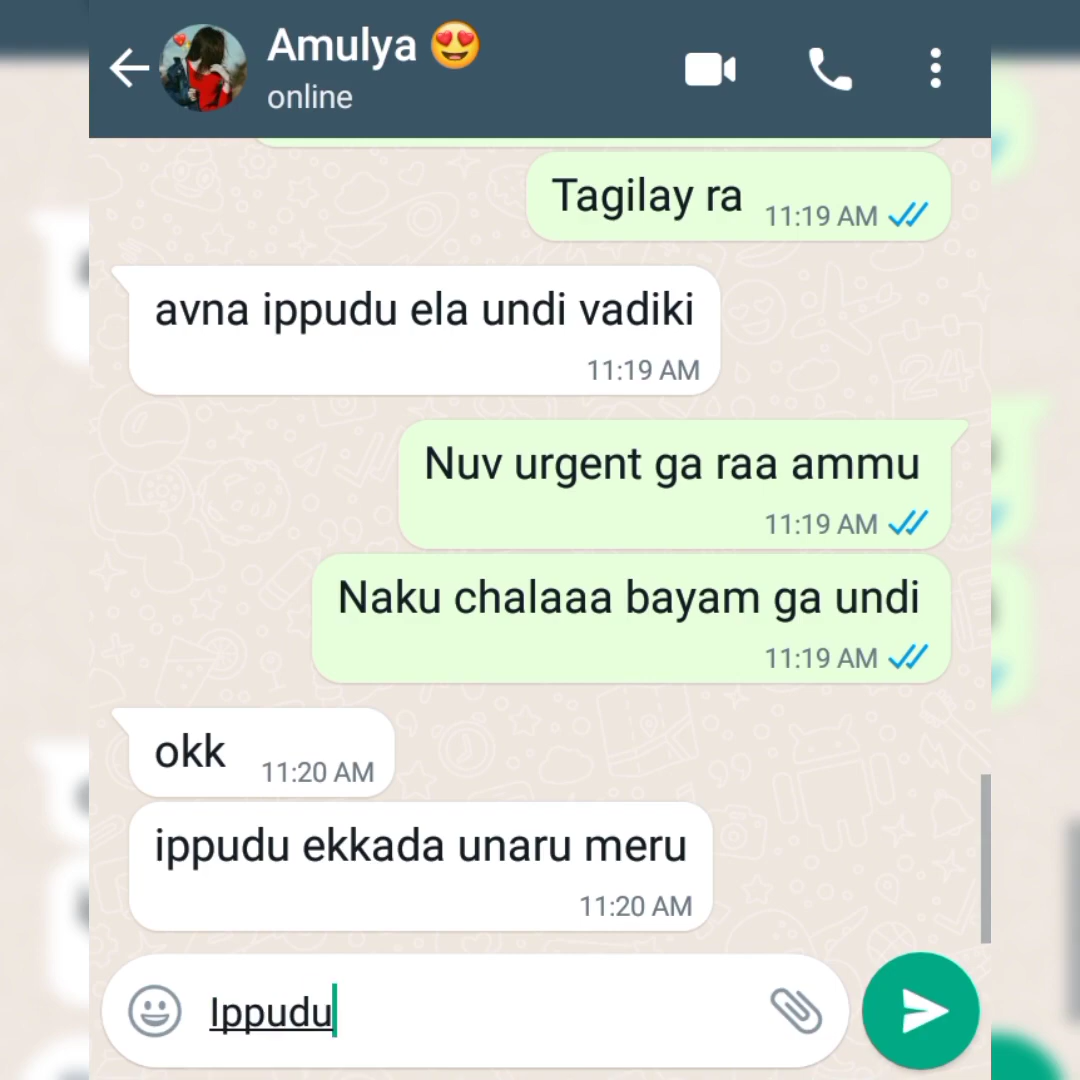 Amulya 😍
online
Tagilay ra 11:19 AM
avna ippudu ela undi vadiki
11:19 AM
Nuv urgent ga raa ammu
11:19 AM
Naku chalaaa bayam ga undi
11:19 AM
okk 11:20 AM
ippudu ekkada unaru meru
11:20 AM
Ippudu